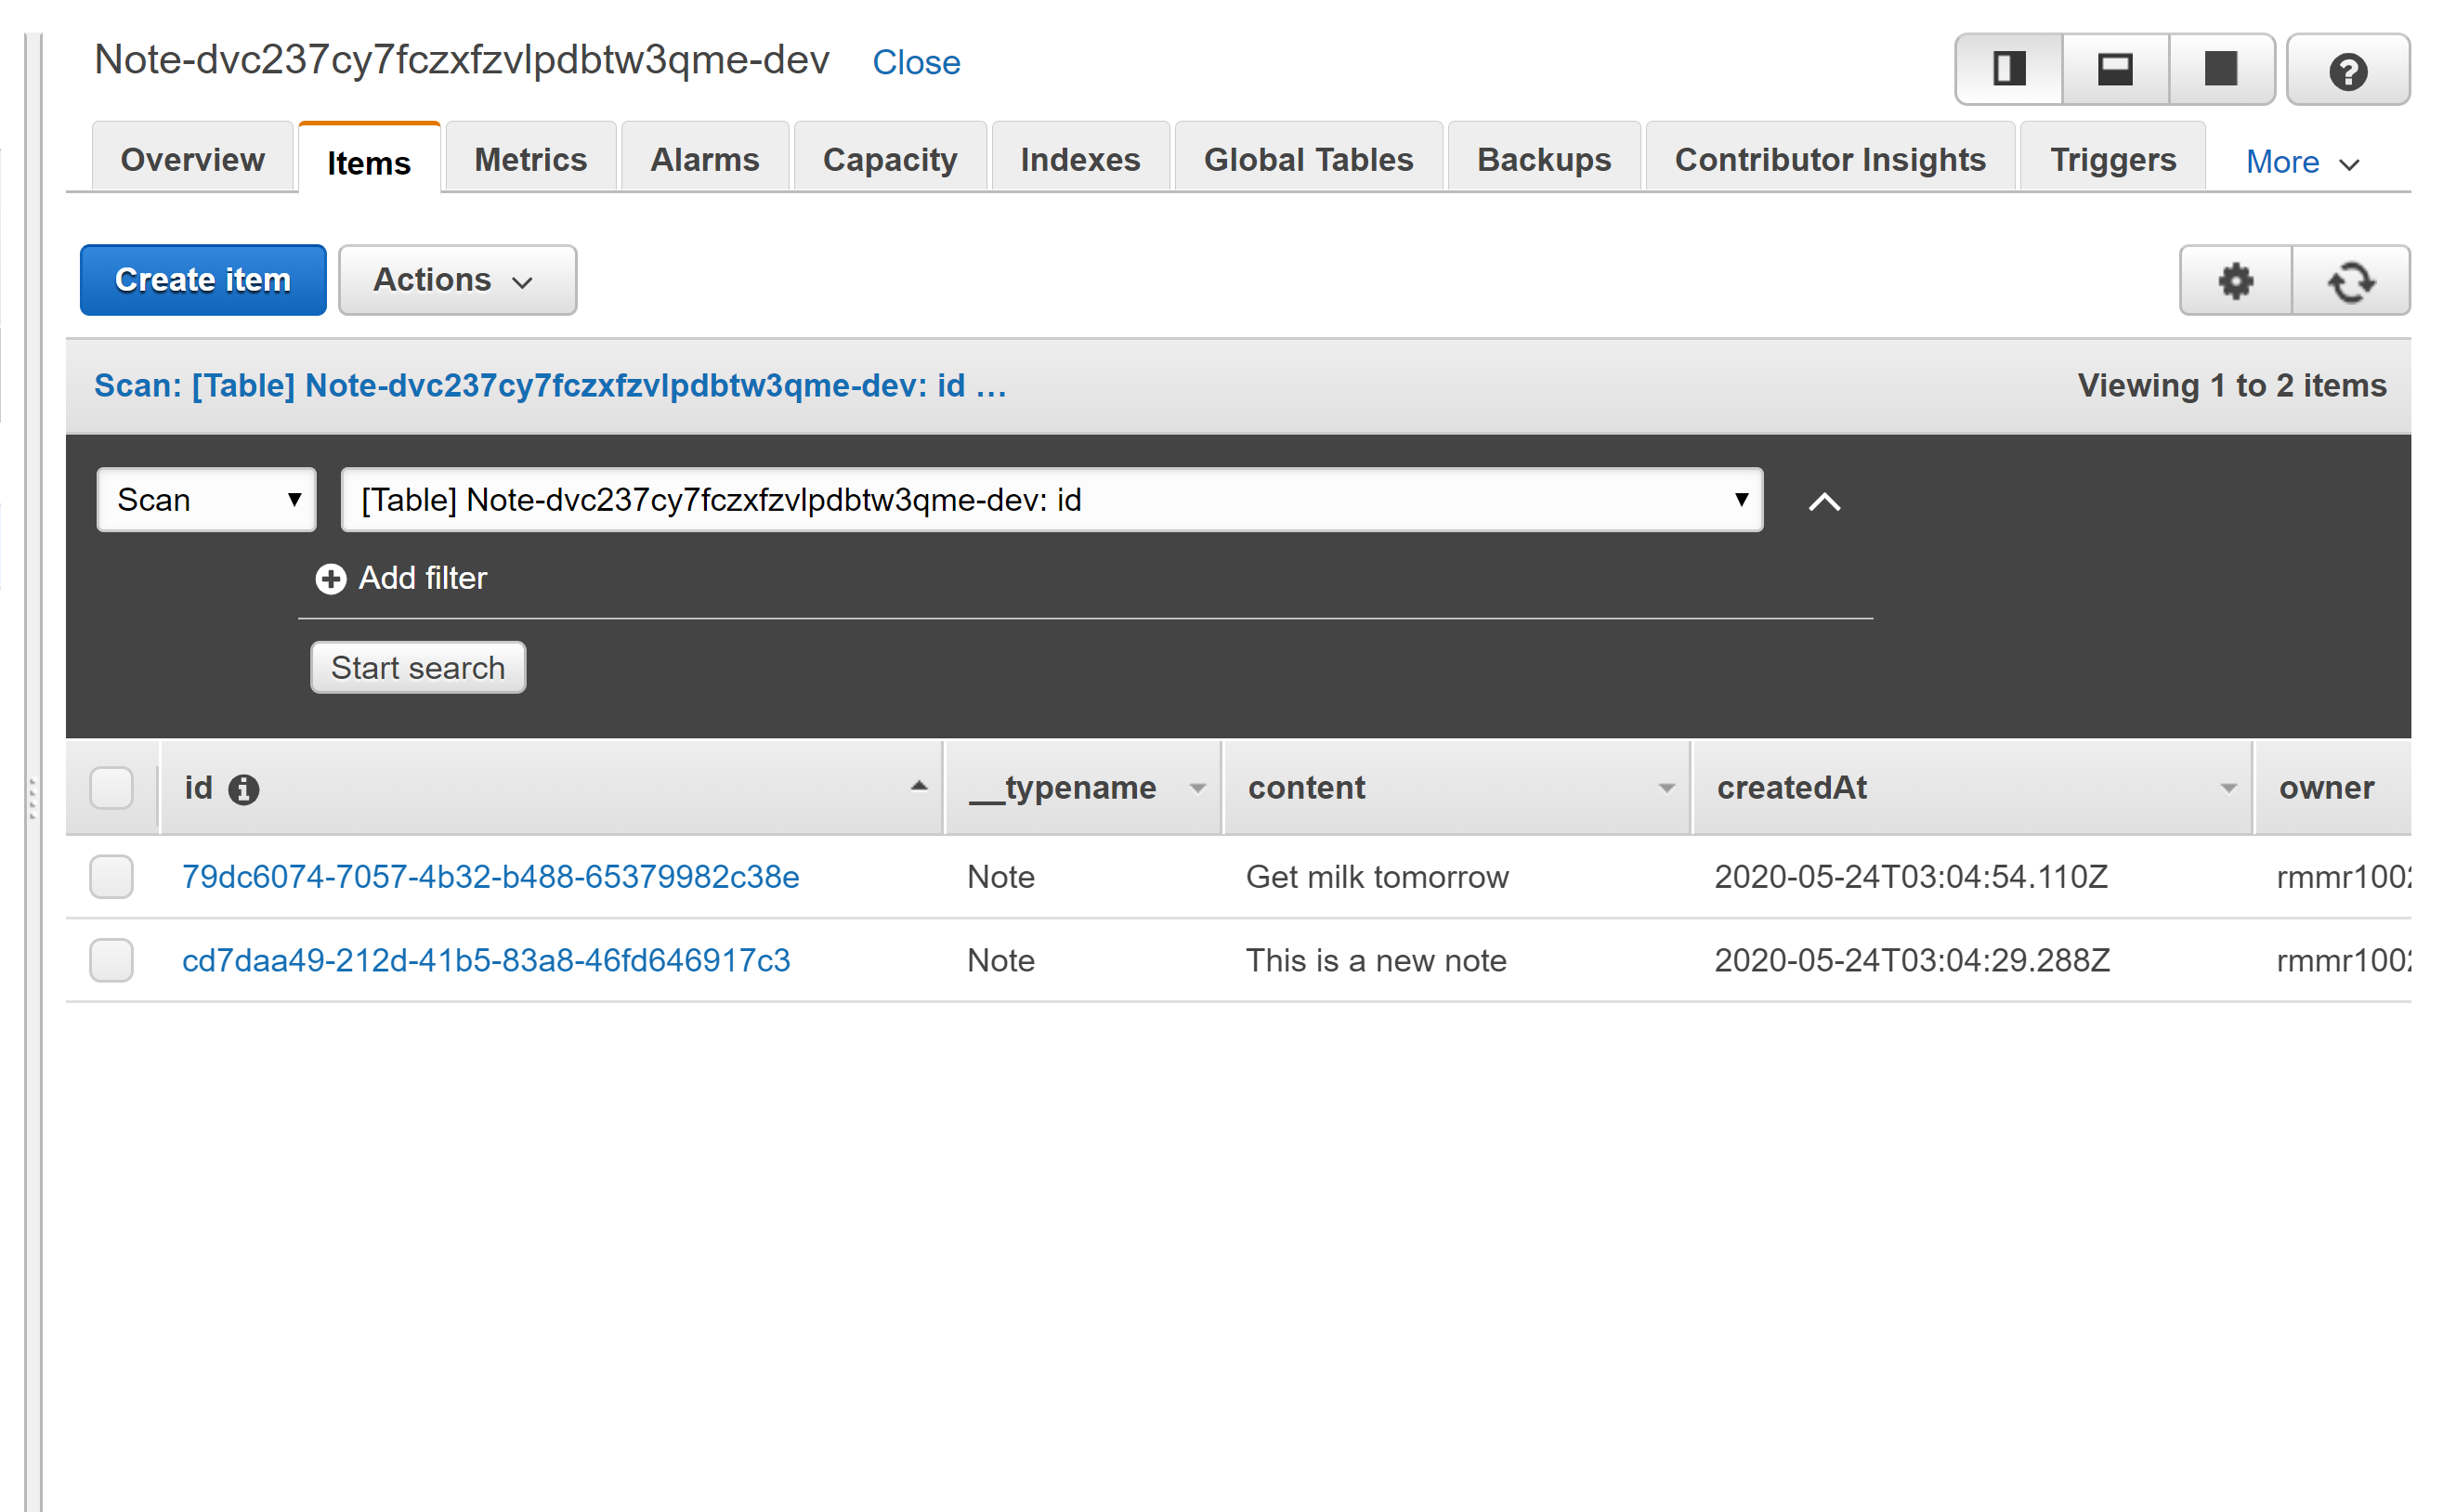 Note-dvc237cy7fczxfzvlpdbtw3qme-dev Close
Overview Items Metrics Alarms Capacity Indexes Global Tables Backups Contributor Insights Triggers More
Create item Actions
Scan: [Table] Note-dvc237cy7fczxfzvlpdbtw3qme-dev: id … Viewing 1 to 2 items
Scan [Table] Note-dvc237cy7fczxfzvlpdbtw3qme-dev: id
Add filter
Start search
id __typename content createdAt owner
79dc6074-7057-4b32-b488-65379982c38e Note Get milk tomorrow 2020-05-24T03:04:54.110Z rmmr100
cd7daa49-212d-41b5-83a8-46fd646917c3 Note This is a new note 2020-05-24T03:04:29.288Z rmmr100